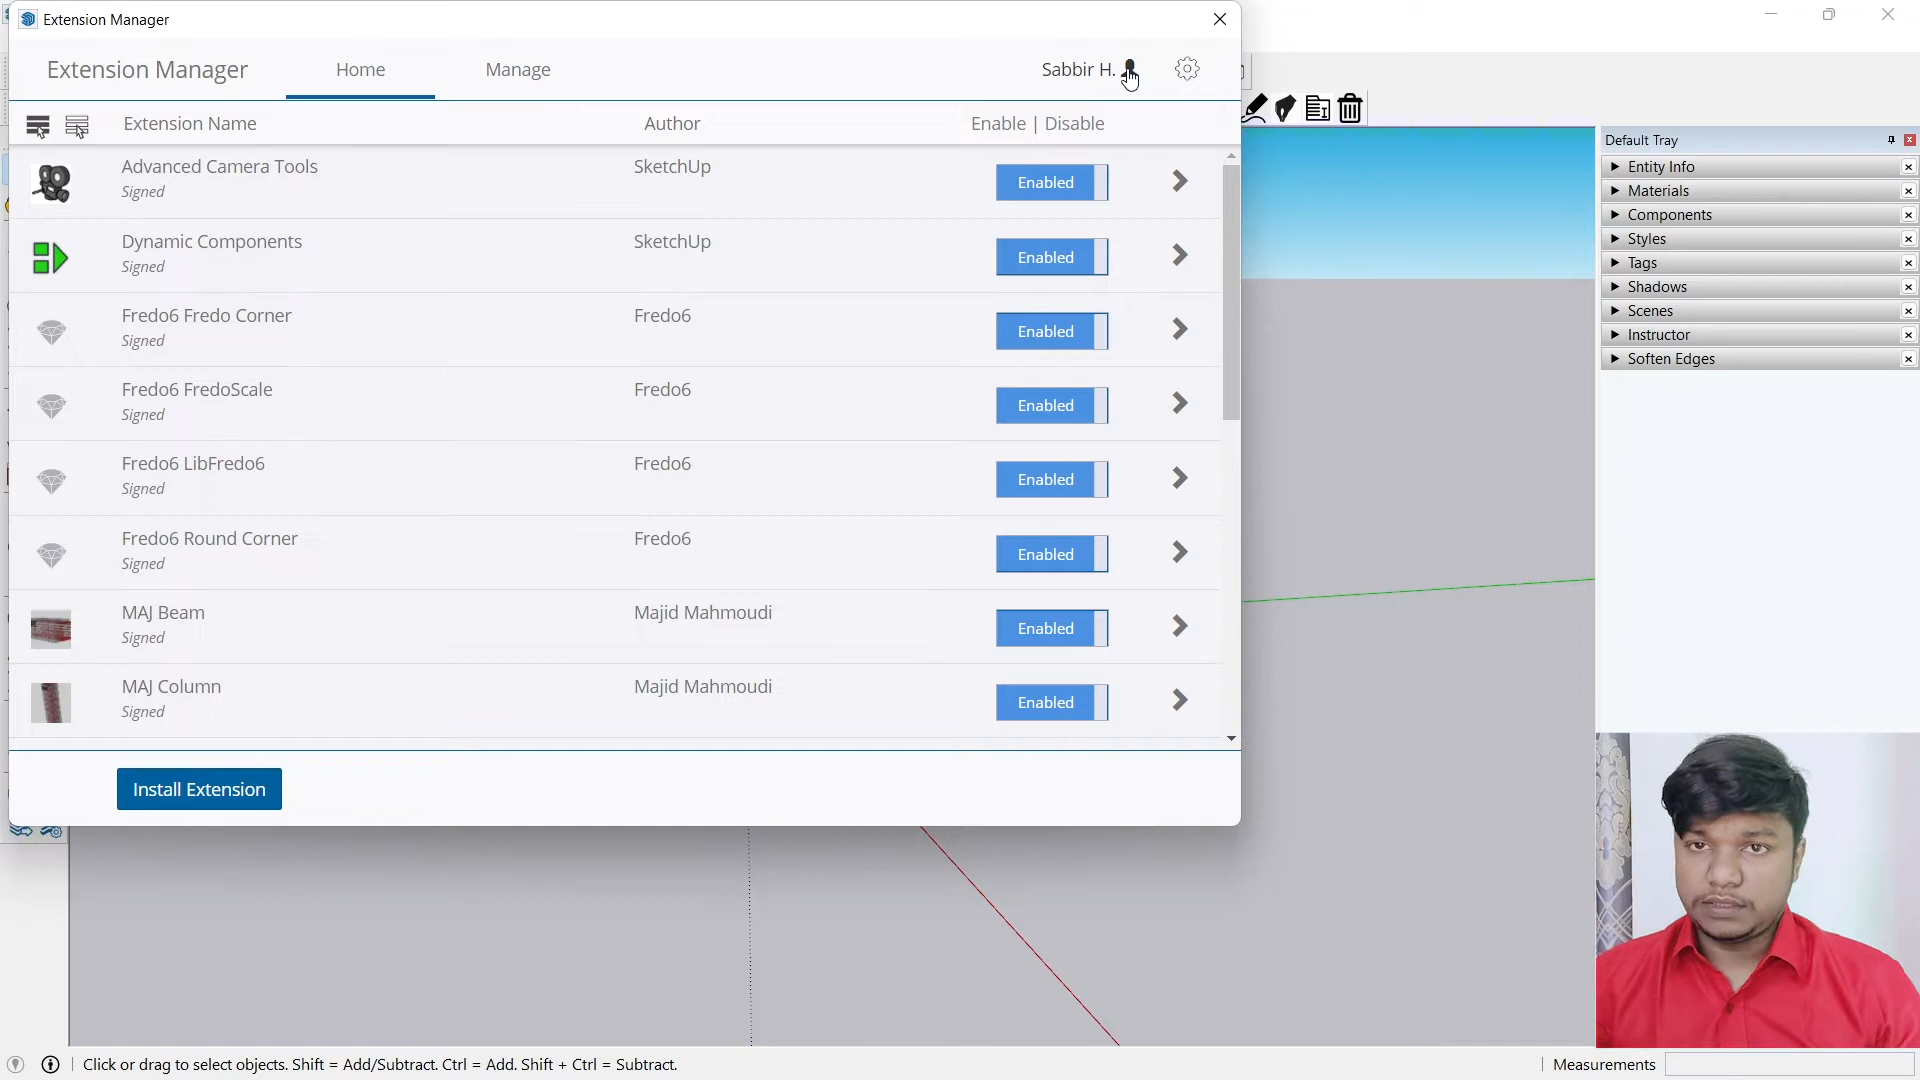 Extension Manager
Extension Manager
Home
Manage
Sabbir H.
Extension Name
Author
Enable | Disable
Advanced Camera Tools
Signed
SketchUp
Enabled
Dynamic Components
Signed
SketchUp
Enabled
Fredo6 Fredo Corner
Signed
Fredo6
Enabled
Fredo6 FredoScale
Signed
Fredo6
Enabled
Fredo6 LibFredo6
Signed
Fredo6
Enabled
Fredo6 Round Corner
Signed
Fredo6
Enabled
MAJ Beam
Signed
Majid Mahmoudi
Enabled
MAJ Column
Signed
Majid Mahmoudi
Enabled
Install Extension
Default Tray
Entity Info
Materials
Components
Styles
Tags
Shadows
Scenes
Instructor
Soften Edges
Click or drag to select objects. Shift = Add/Subtract. Ctrl = Add. Shift + Ctrl = Subtract.
Measurements